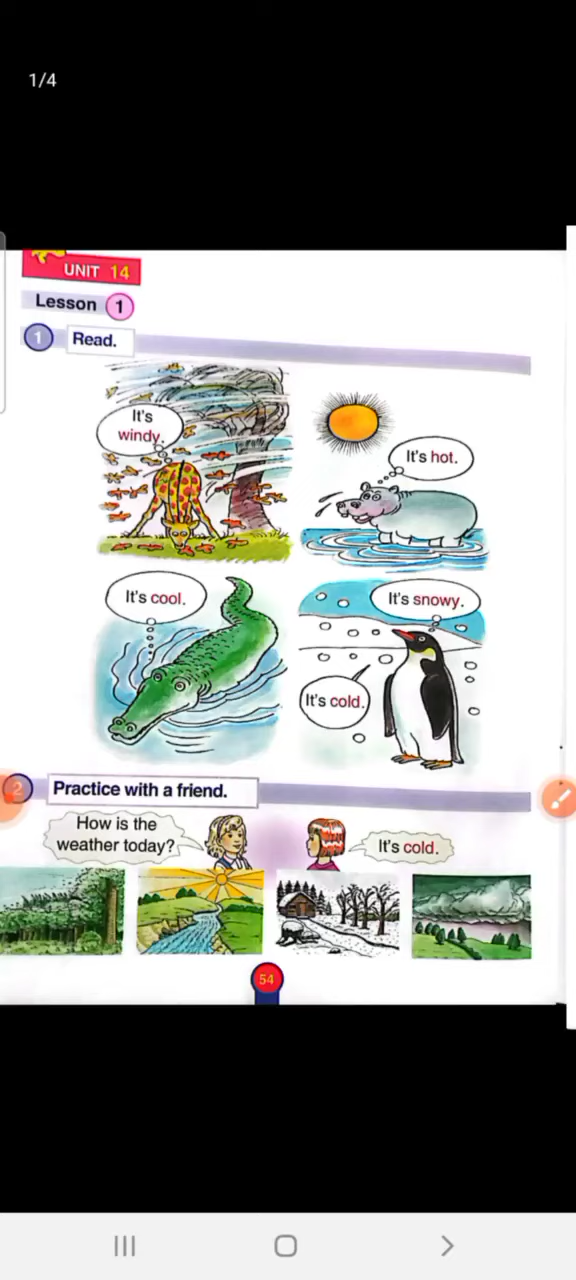 1/4
UNIT 14
Lesson 1
1 Read.
It's
windy.
It's hot.
It's cool.
It's snowy.
It's cold.
2 Practice with a friend.
How is the
weather today?
It's cold.
54